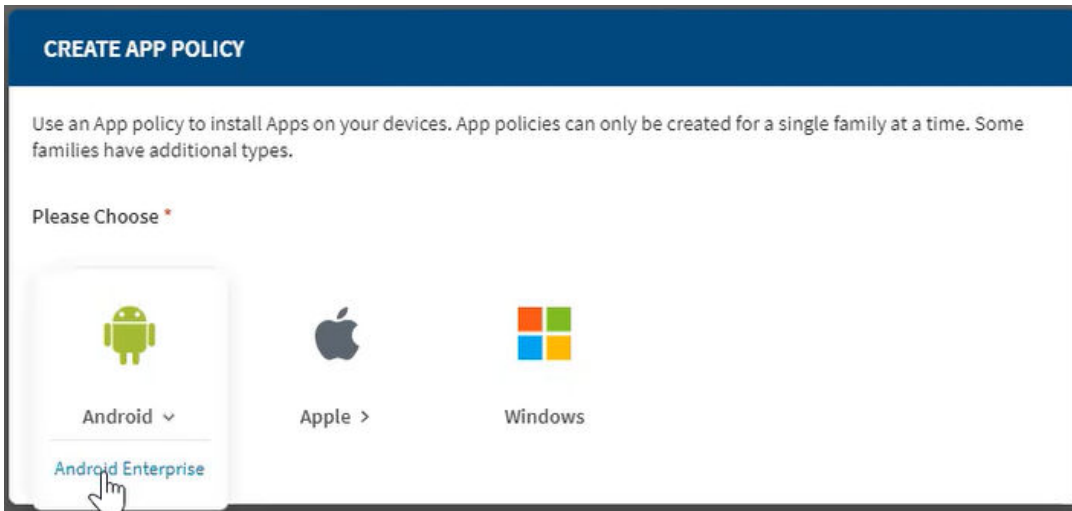 CREATE APP POLICY
Use an App policy to install Apps on your devices. App policies can only be created for a single family at a time. Some
families have additional types.
Please Choose *
Android Apple > Windows
Android Enterprise